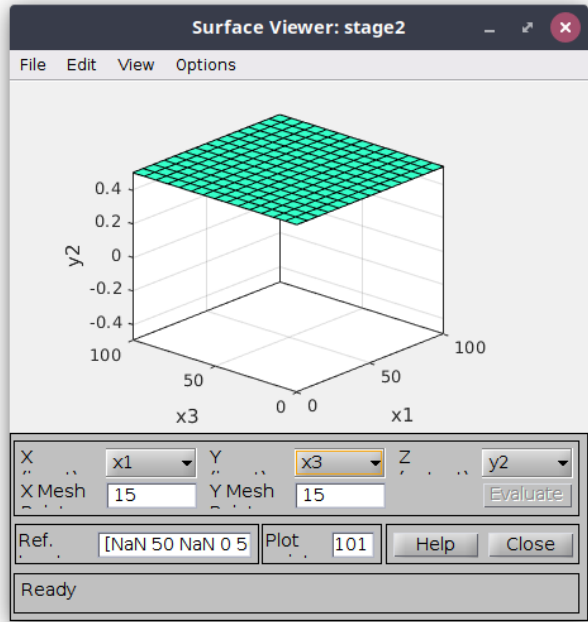 Surface Viewer: stage2
File Edit View Options
0.4
0.2
0
-0.2
-0.4
y2
100
50
0
x3
0
50
100
x1
X x1 Y x3 Z y2
X Mesh 15 Y Mesh 15 Evaluate
Ref. [NaN 50 NaN 0 5 Plot 101 Help Close
Ready